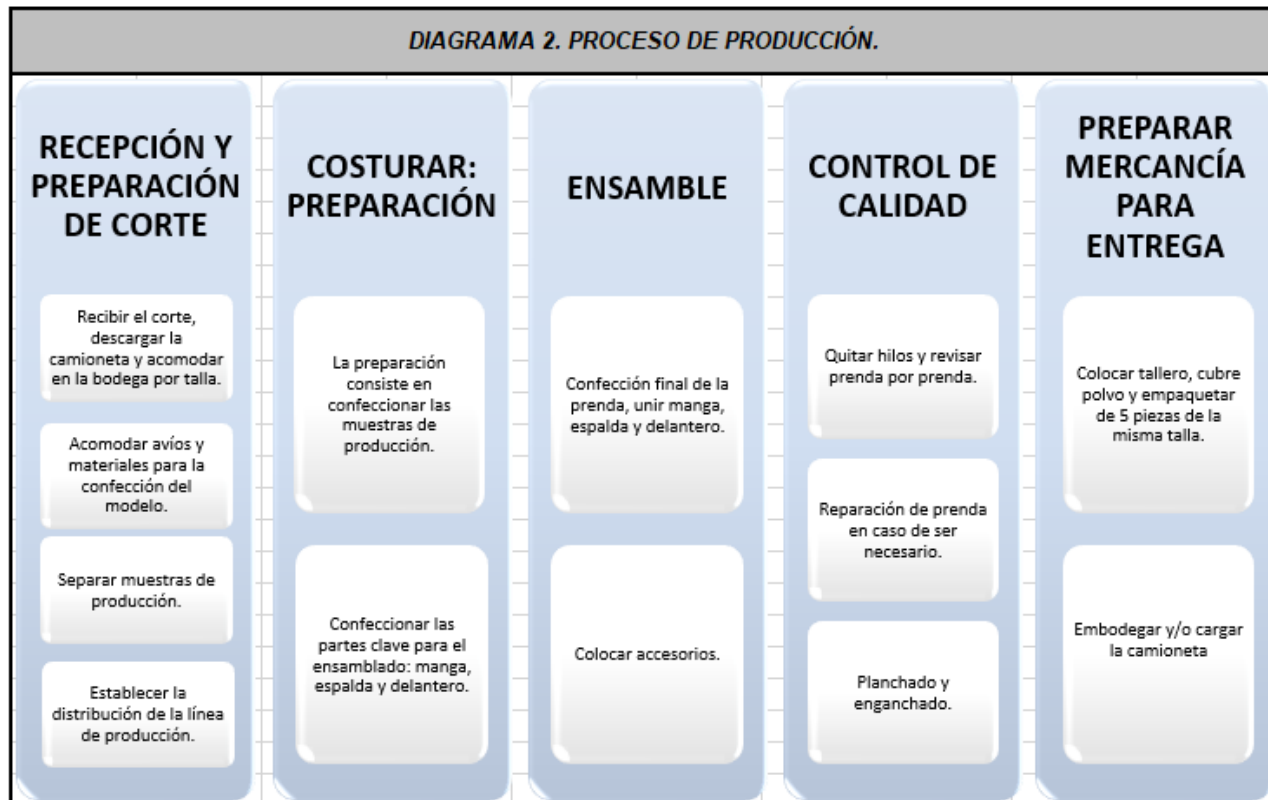 DIAGRAMA 2. PROCESO DE PRODUCCIÓN.
RECEPCIÓN Y
PREPARACIÓN
DE CORTE
Recibir el corte,
descargar la
camioneta y acomodar
en la bodega por talla.
Acomodar avíos y
materiales para la
confección del
modelo.
Separar muestras de
producción.
Establecer la
distribución de la línea
de producción.
COSTURAR:
PREPARACIÓN
La preparación
consiste en
confeccionar las
muestras de
producción.
Confeccionar las
partes clave para el
ensamblado: manga,
espalda y delantero.
ENSAMBLE
Confección final de la
prenda, unir manga,
espalda y delantero.
Colocar accesorios.
CONTROL DE
CALIDAD
Quitar hilos y revisar
prenda por prenda.
Reparación de prenda
en caso de ser
necesario.
Planchado y
enganchado.
PREPARAR
MERCANCÍA
PARA
ENTREGA
Colocar tallero, cubre
polvo y empaquetar
de 5 piezas de la
misma talla.
Embodegar y/o cargar
la camioneta